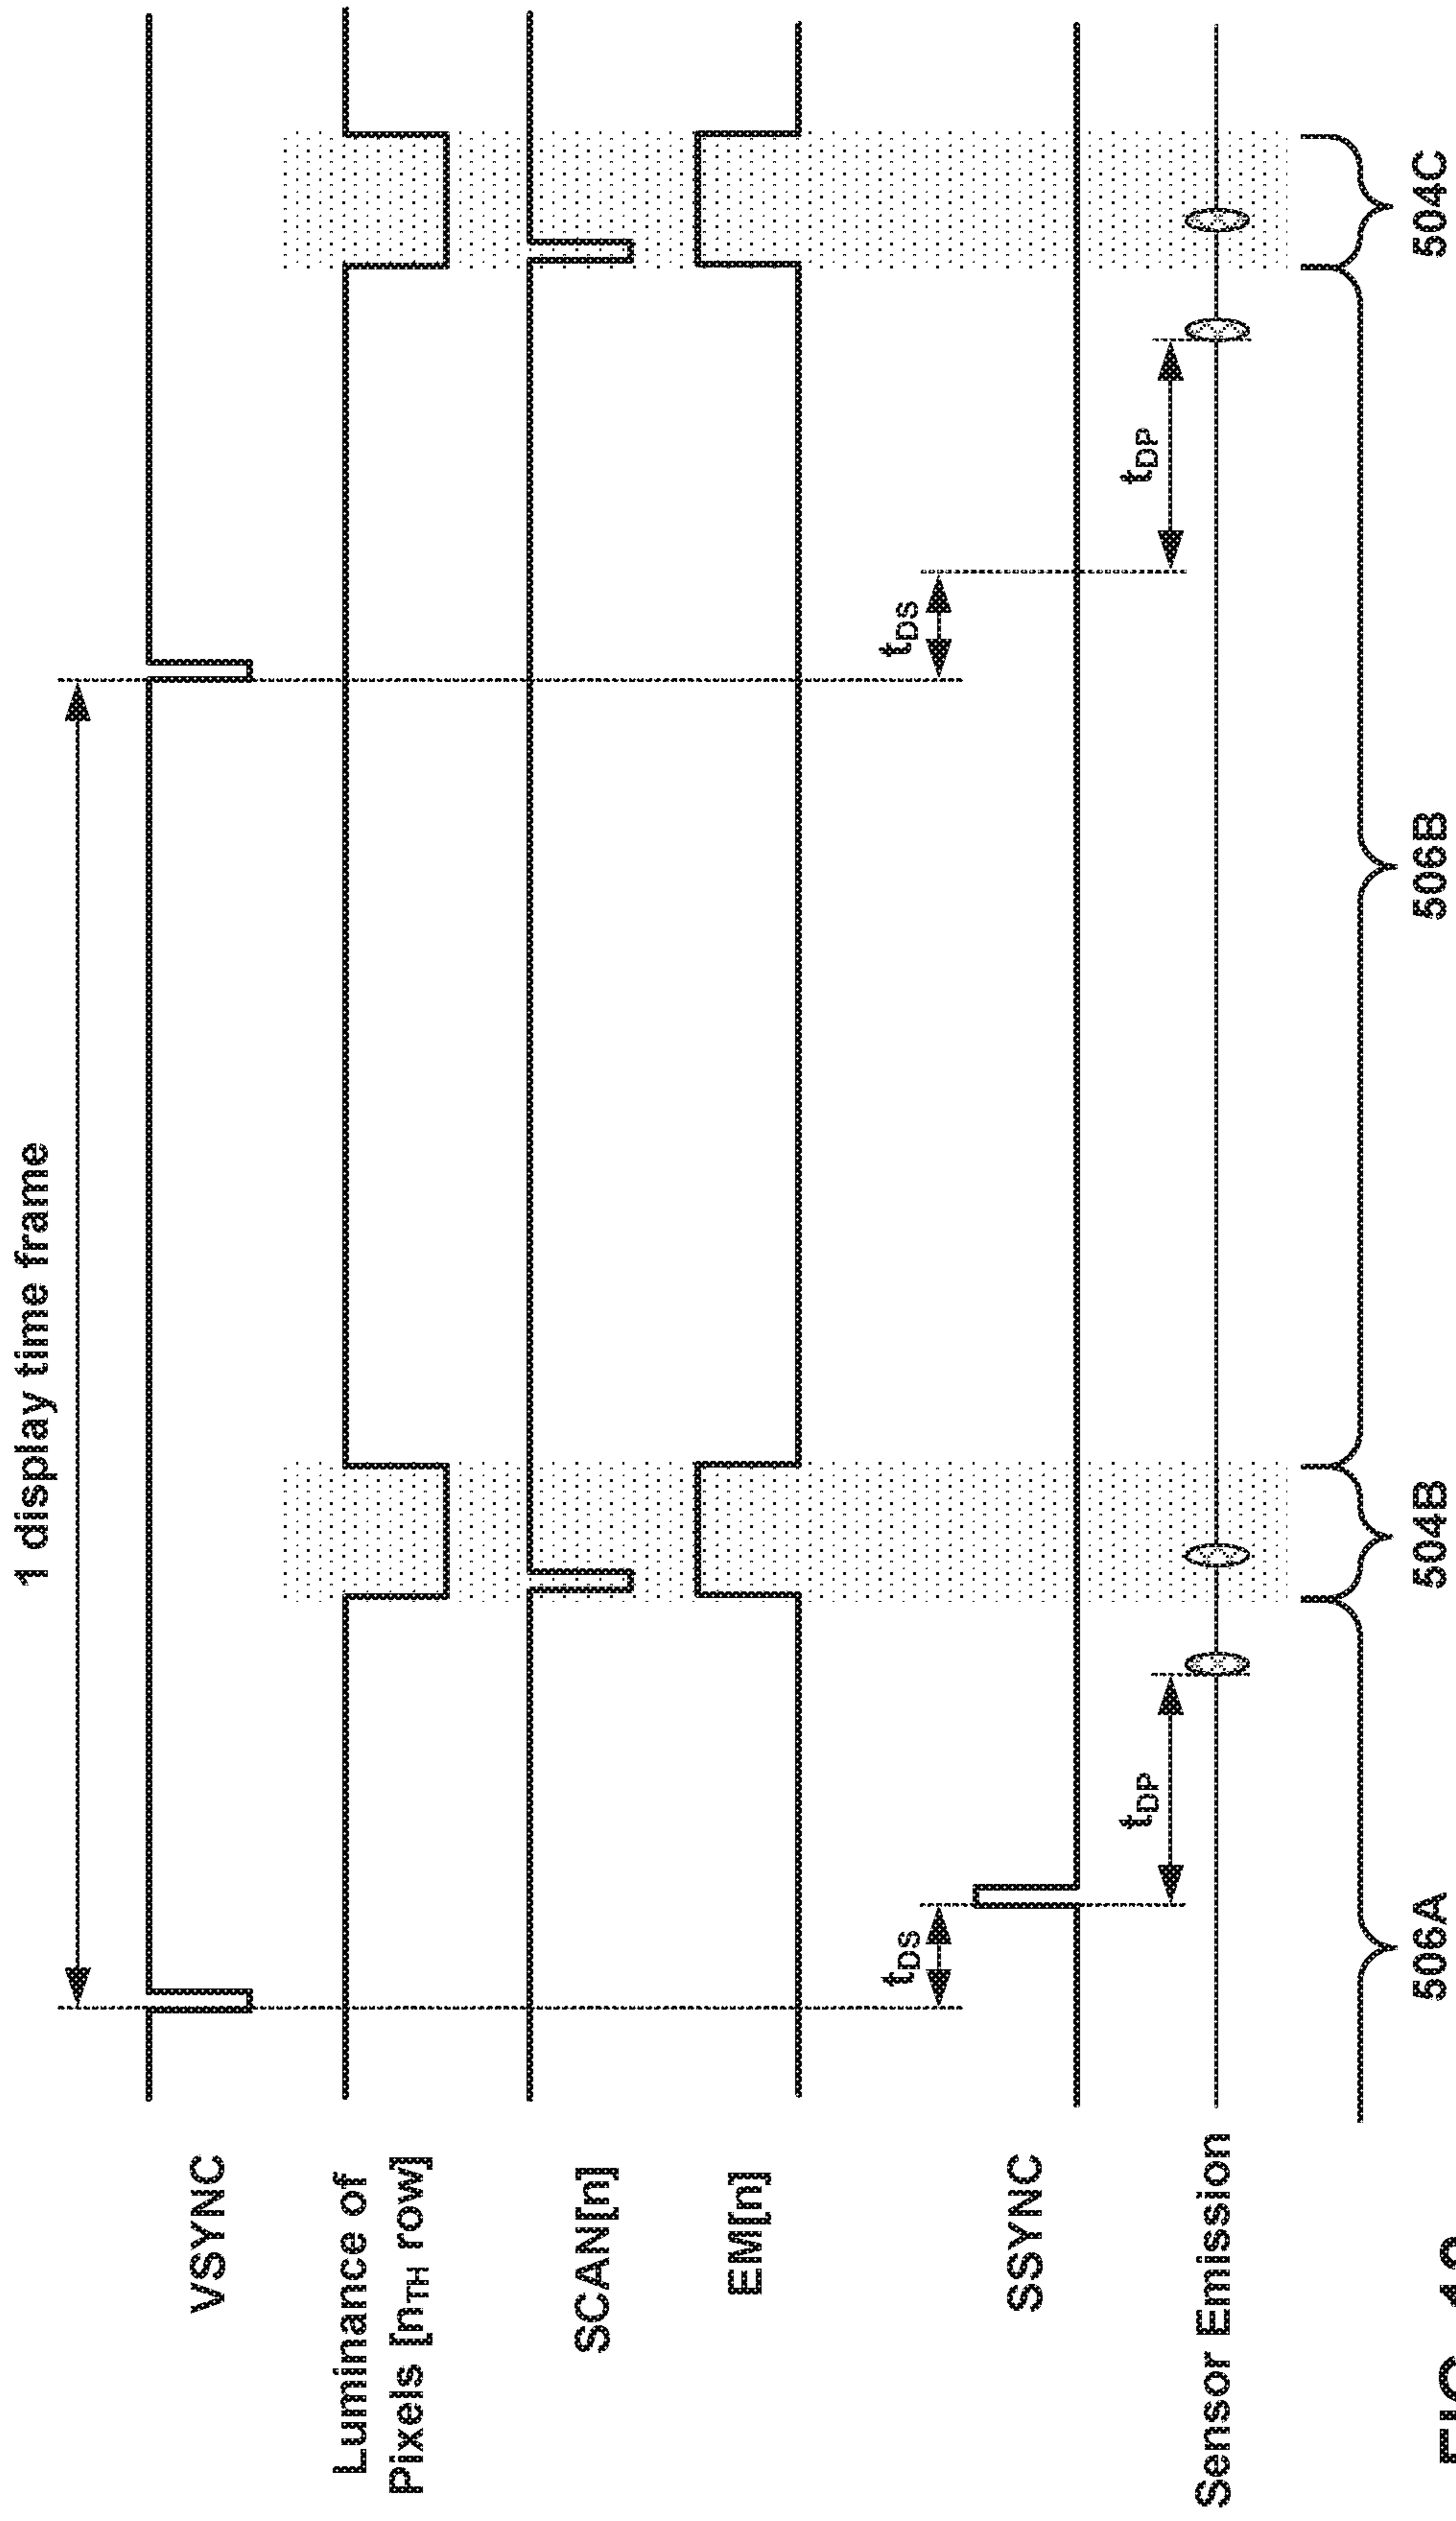 1 display time frame
VSYNC
Luminance of
Pixels [nTH row]
SCAN[n]
EM[n]
tDS
tDS
SSYNC
tDP
tDP
Sensor Emission
506A
504B
506B
504C